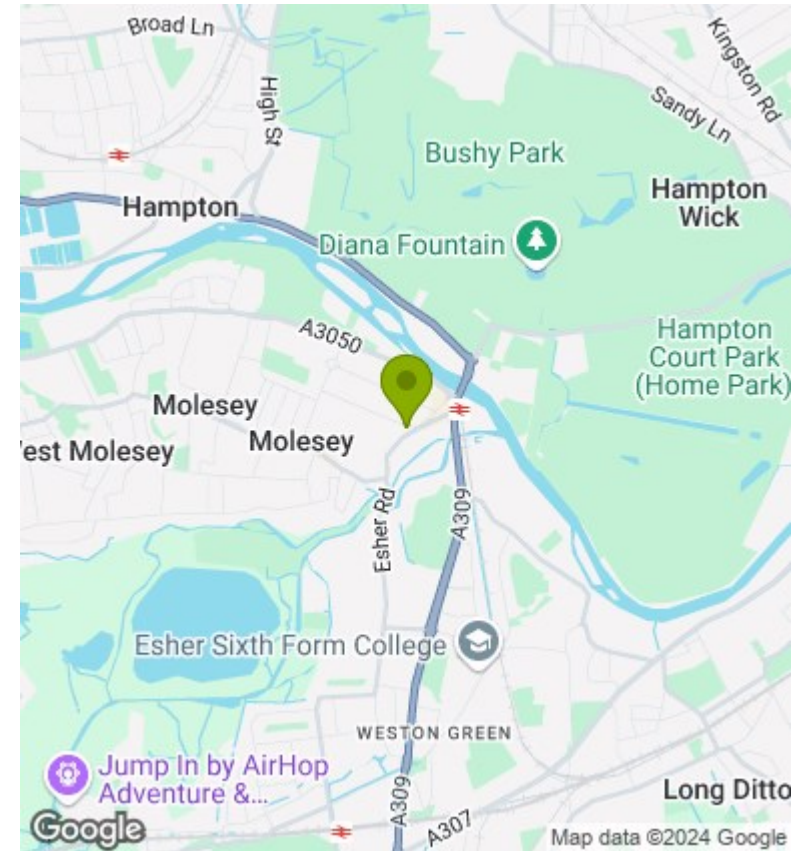 Broad Ln
High St
Kingston Rd
Sandy Ln
Bushy Park
Hampton
Wick
Hampton
Diana Fountain
A3050
Hampton
Court Park
(Home Park)
Molesey
Molesey
est Molesey
Esher Rd
A309
Esher Sixth Form College
WESTON GREEN
Jump In by AirHop
Adventure &...
Long Ditto
A309
A307
Google
Map data ©2024 Google